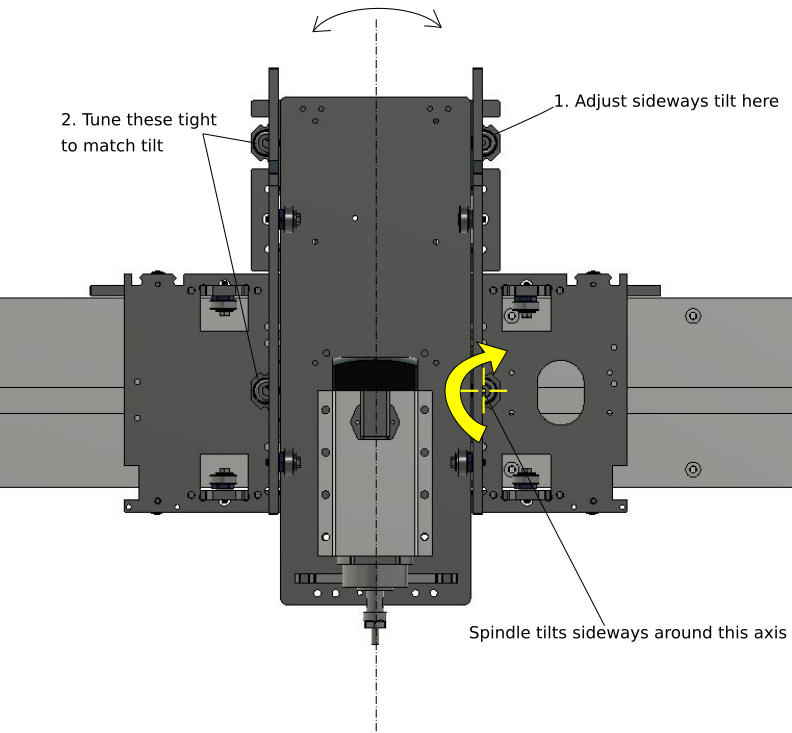 1. Adjust sideways tilt here
2. Tune these tight
to match tilt
Spindle tilts sideways around this axis